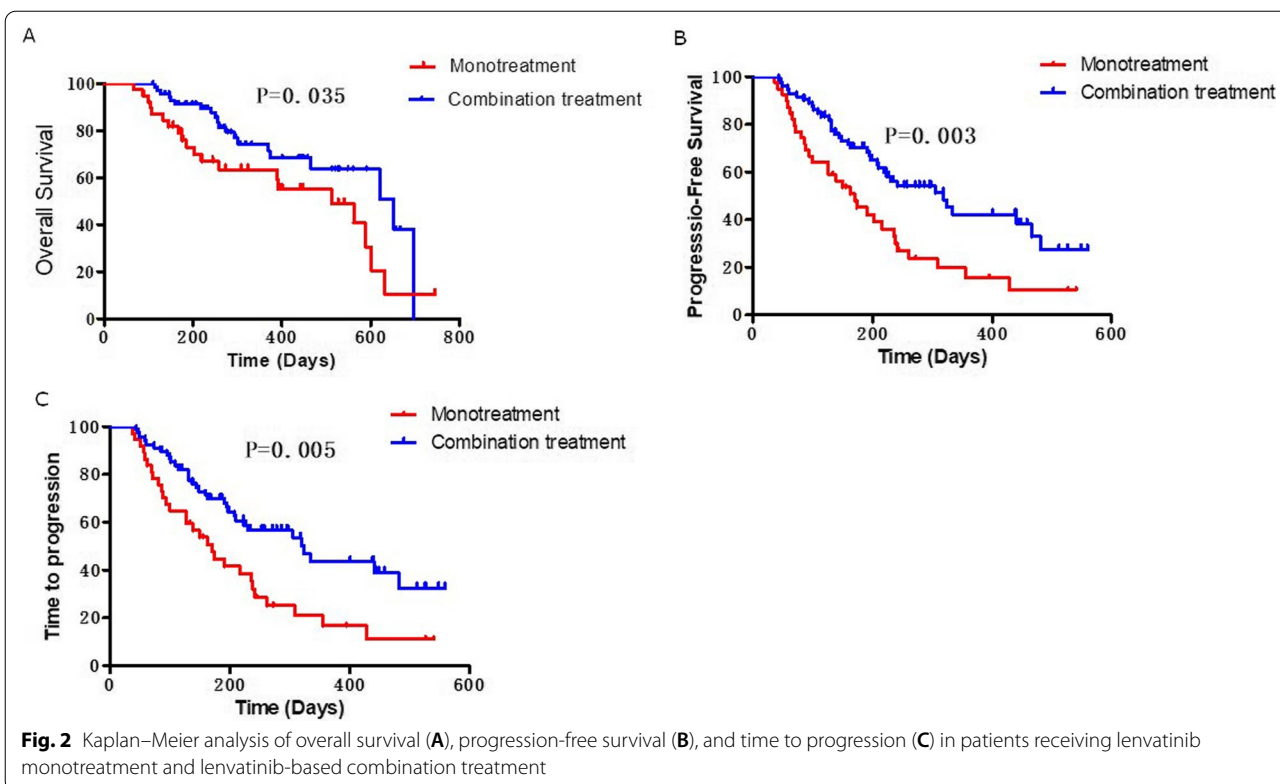 A
Monotreatment
Combination treatment
P=0. 035
Overall Survival
100
80
60
40
20
0
0 200 400 600 800
Time (Days)
B
Monotreatment
Combination treatment
P=0. 003
Progressio-Free Survival
100
80
60
40
20
0
0 200 400 600
Time (Days)
C
Monotreatment
Combination treatment
P=0. 005
Time to progression
100
80
60
40
20
0
0 200 400 600
Time (Days)
Fig. 2 Kaplan–Meier analysis of overall survival (A), progression-free survival (B), and time to progression (C) in patients receiving lenvatinib
monotreatment and lenvatinib-based combination treatment